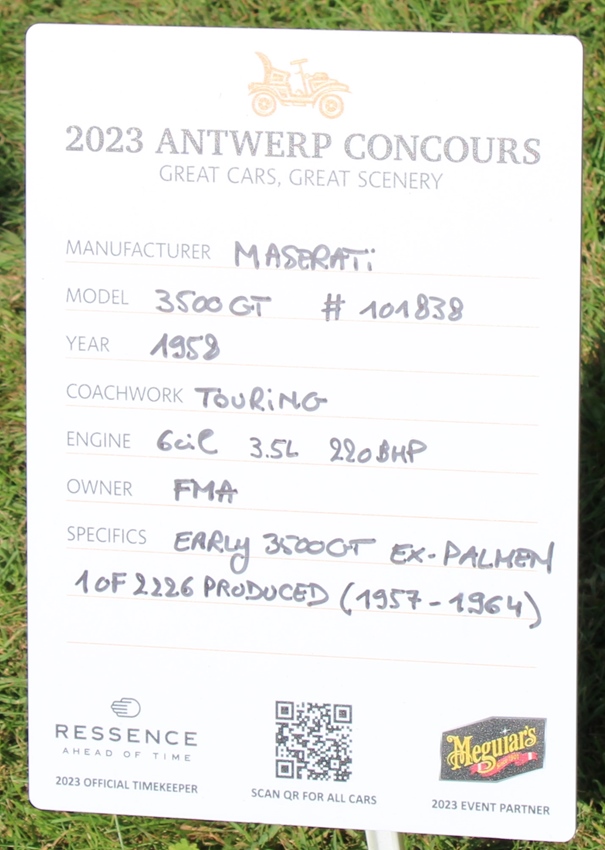 2023 ANTWERP CONCOURS
GREAT CARS, GREAT SCENERY
MANUFACTURER MASERATi
MODEL 3500 GT # 101838
YEAR 1958
COACHWORK TOURiNG
ENGINE 6cil 3.5L 220BHP
OWNER FMA
SPECIFICS EARLy 3500GT EX-PALMEN
1 OF 2226 PRODUCED (1957-1964)
RESSENCE
AHEAD OF TIME
2023 OFFICIAL TIMEKEEPER
SCAN QR FOR ALL CARS
Meguiar's
2023 EVENT PARTNER